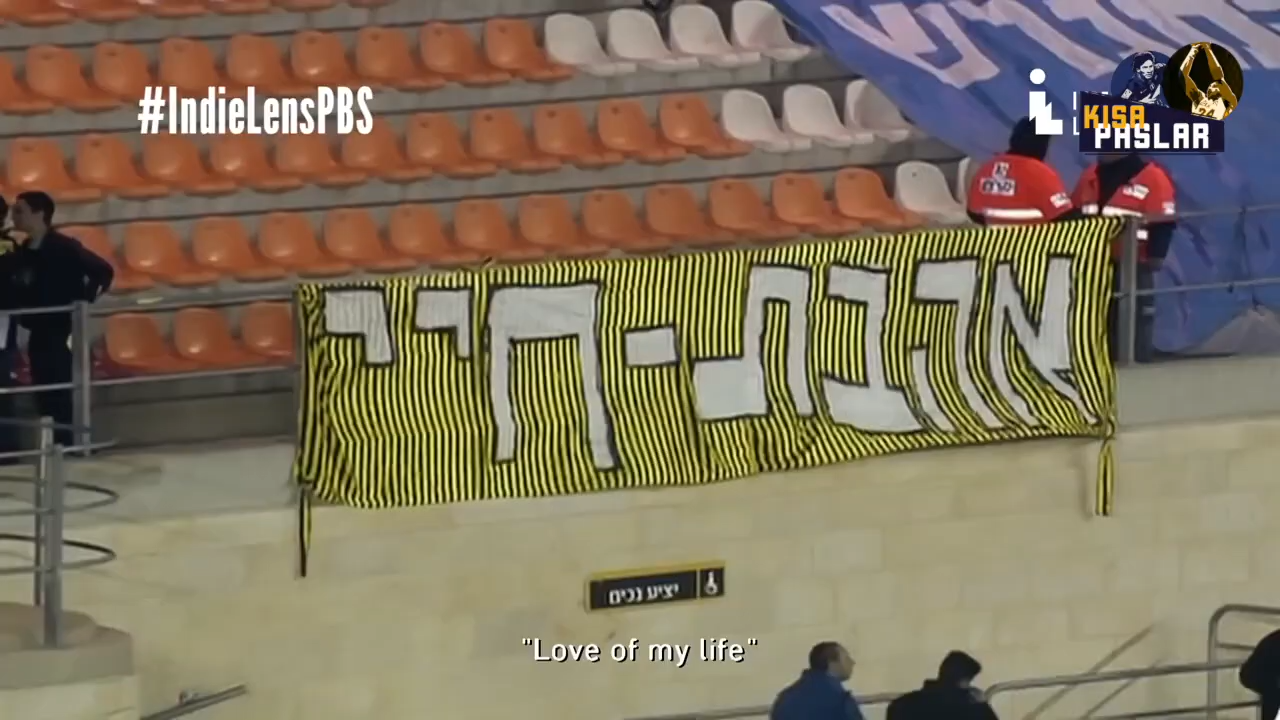 #IndieLensPBS
KISA
PASLAR
אהבת-חיי
יציע נכים
"Love of my life"